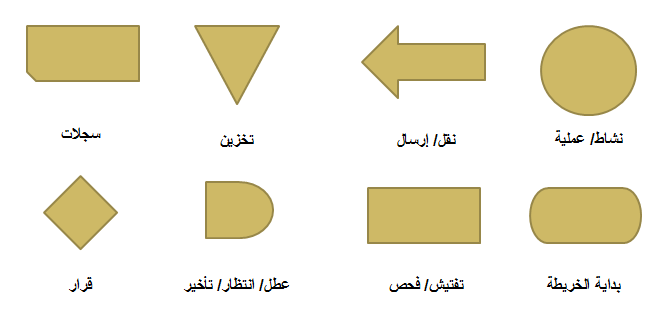 نشاط/ عملية
نقل/ إرسال
تخزين
سجلات
بداية الخريطة
تفتيش/ فحص
عطل/ انتظار/ تأخير
قرار